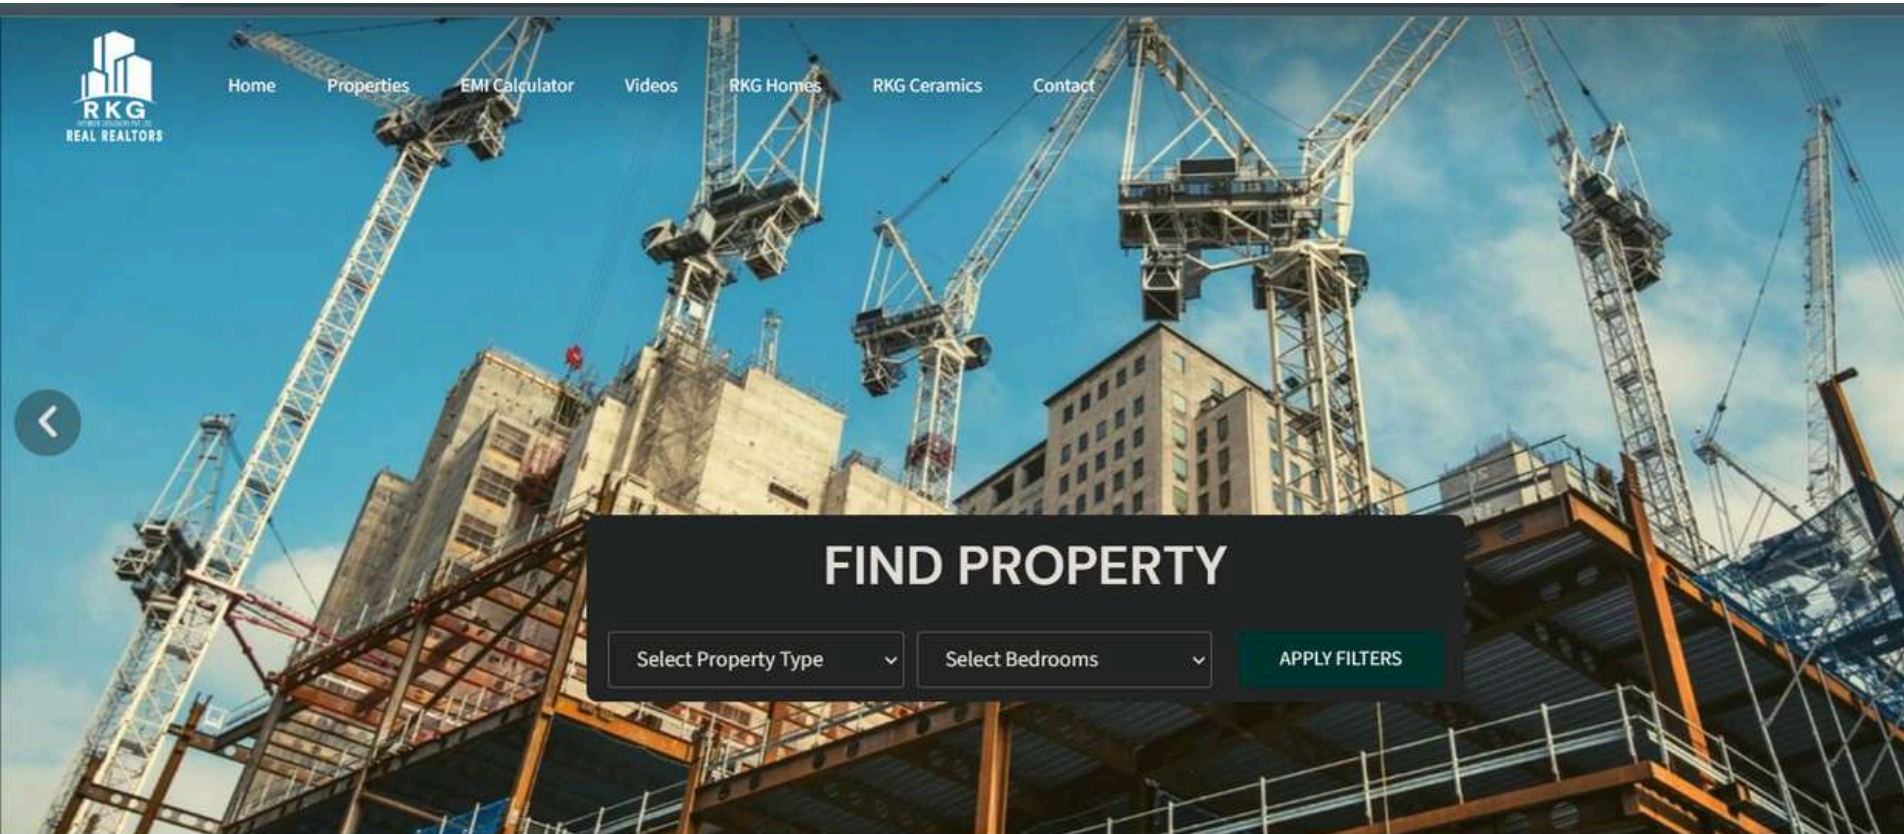 RKG
REAL REALTORS
Home Properties EMI Calculator Videos RKG Homes RKG Ceramics Contact
FIND PROPERTY
Select Property Type Select Bedrooms APPLY FILTERS